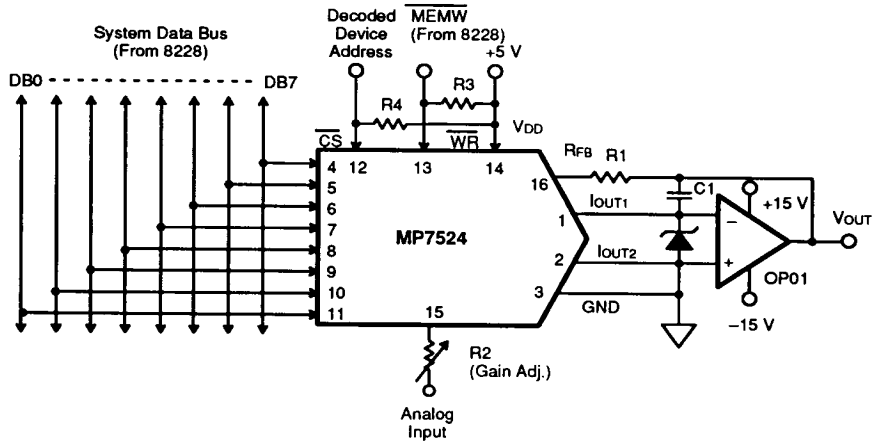 System Data Bus
(From 8228)
DB0
DB7
Decoded
Device
Address
MEMW
(From 8228)
+5 V
R3
R4
VDD
CS
WR
12
13
14
4
5
6
7
8
9
10
11
MP7524
15
16
1
2
3
RFB
R1
C1
+15 V
IOUT1
IOUT2
GND
−
+
OP01
−15 V
VOUT
R2
(Gain Adj.)
Analog
Input